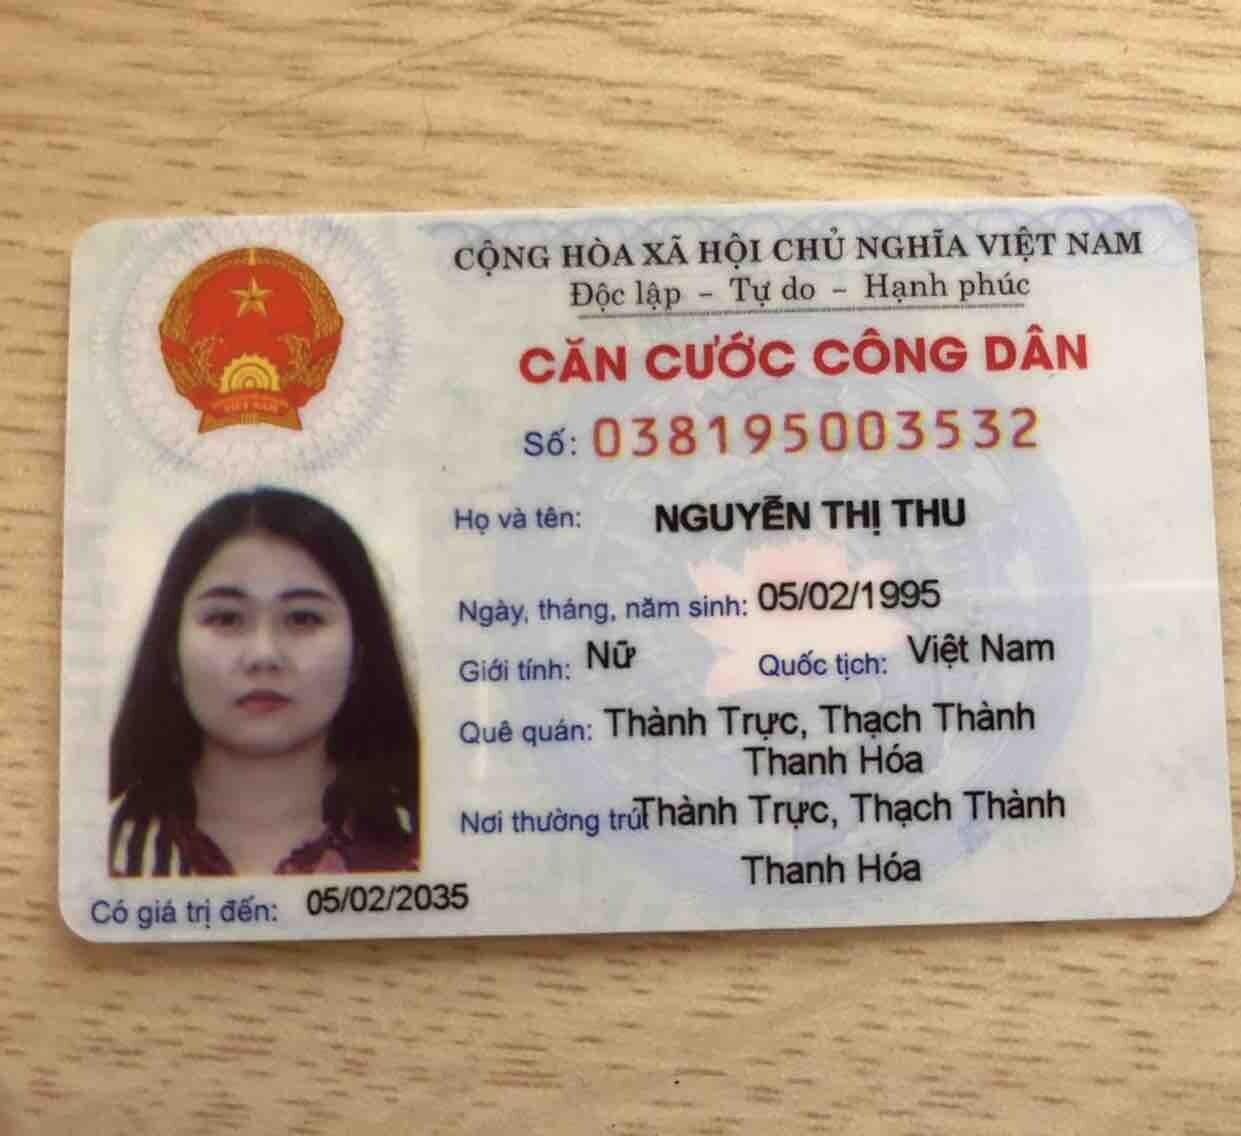 CỘNG HÒA XÃ HỘI CHỦ NGHĨA VIỆT NAM
Độc lập - Tự do - Hạnh phúc
CĂN CƯỚC CÔNG DÂN
Số: 038195003532
Họ và tên: NGUYỄN THỊ THU
Ngày, tháng, năm sinh: 05/02/1995
Giới tính: Nữ Quốc tịch: Việt Nam
Quê quán: Thành Trực, Thạch Thành
Thanh Hóa
Nơi thường trú: Thành Trực, Thạch Thành
Thanh Hóa
Có giá trị đến: 05/02/2035
VIỆT NAM